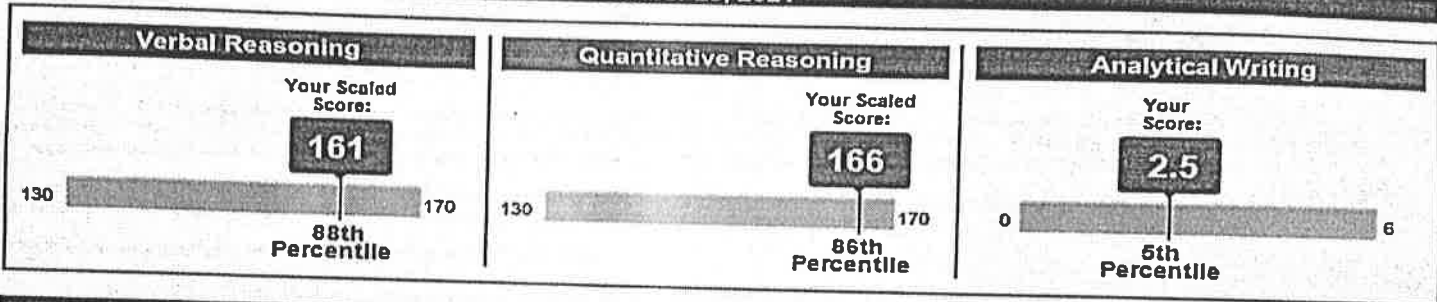 Verbal Reasoning
Your Scaled
Score:
161
130
170
88th
Percentile
Quantitative Reasoning
Your Scaled
Score:
166
130
170
86th
Percentile
Analytical Writing
Your
Score:
2.5
0
6
5th
Percentile